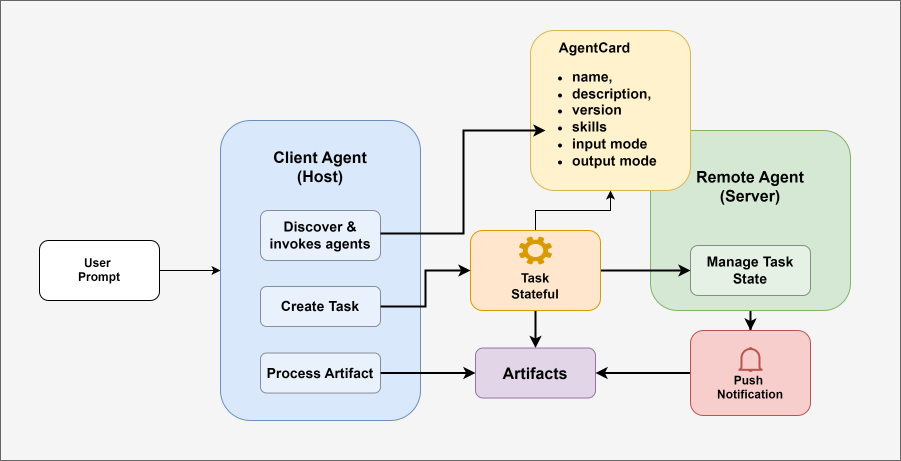 User
Prompt
Client Agent
(Host)
Discover &
invokes agents
Create Task
Process Artifact
AgentCard
• name,
• description,
• version
• skills
• input mode
• output mode
Task
Stateful
Artifacts
Remote Agent
(Server)
Manage Task
State
Push
Notification